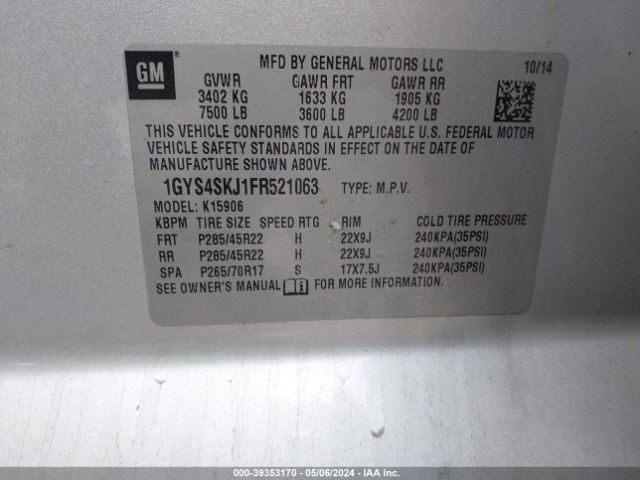 GM
MFD BY GENERAL MOTORS LLC 10/14
GVWR GAWR FRT GAWR RR
3402 KG 1633 KG 1905 KG
7500 LB 3600 LB 4200 LB
THIS VEHICLE CONFORMS TO ALL APPLICABLE U.S. FEDERAL MOTOR
VEHICLE SAFETY STANDARDS IN EFFECT ON THE DATE OF
MANUFACTURE SHOWN ABOVE.
1GYS4SKJ1FR521063 TYPE: M.P.V.
MODEL: K15906
KBPM TIRE SIZE SPEED RTG RIM COLD TIRE PRESSURE
FRT P285/45R22 H 22X9J 240KPA(35PSI)
RR P285/45R22 H 22X9J 240KPA(35PSI)
SPA P265/70R17 S 17X7.5J 240KPA(35PSI)
SEE OWNER'S MANUAL FOR MORE INFORMATION.
000-39353170 - 05/06/2024 - IAA Inc.